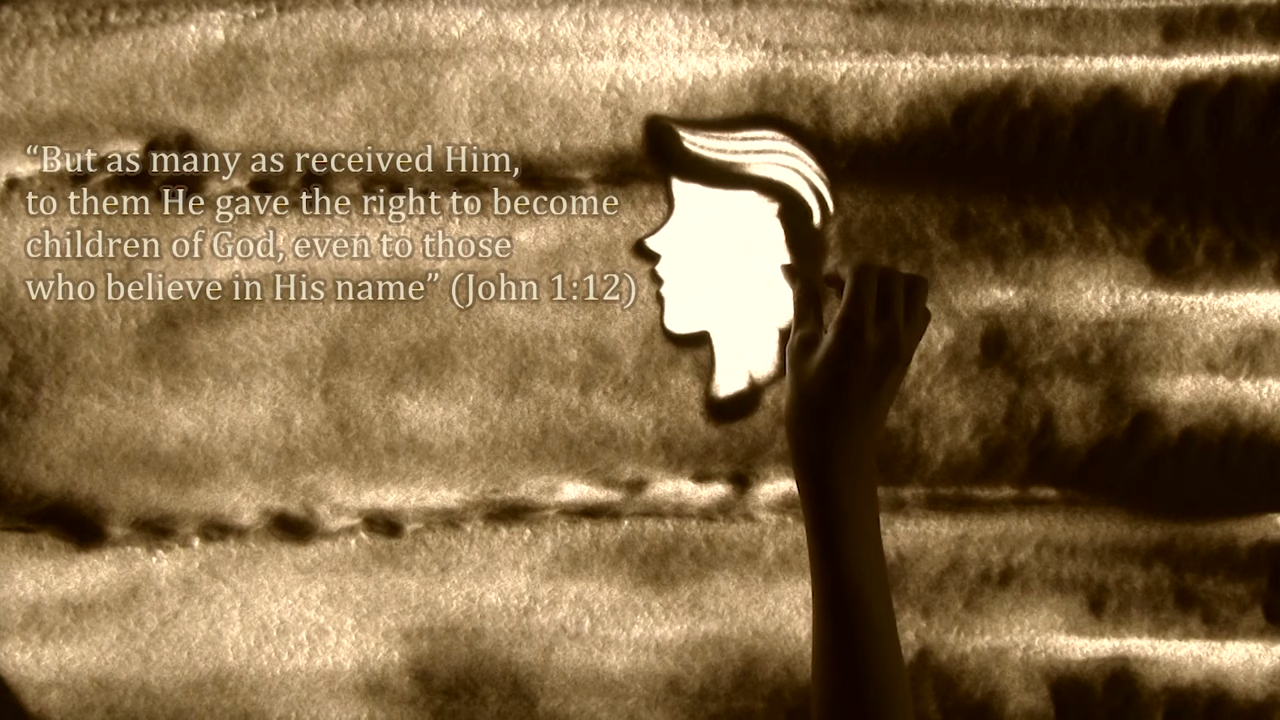 “But as many as received Him,
to them He gave the right to become
children of God, even to those
who believe in His name” (John 1:12)